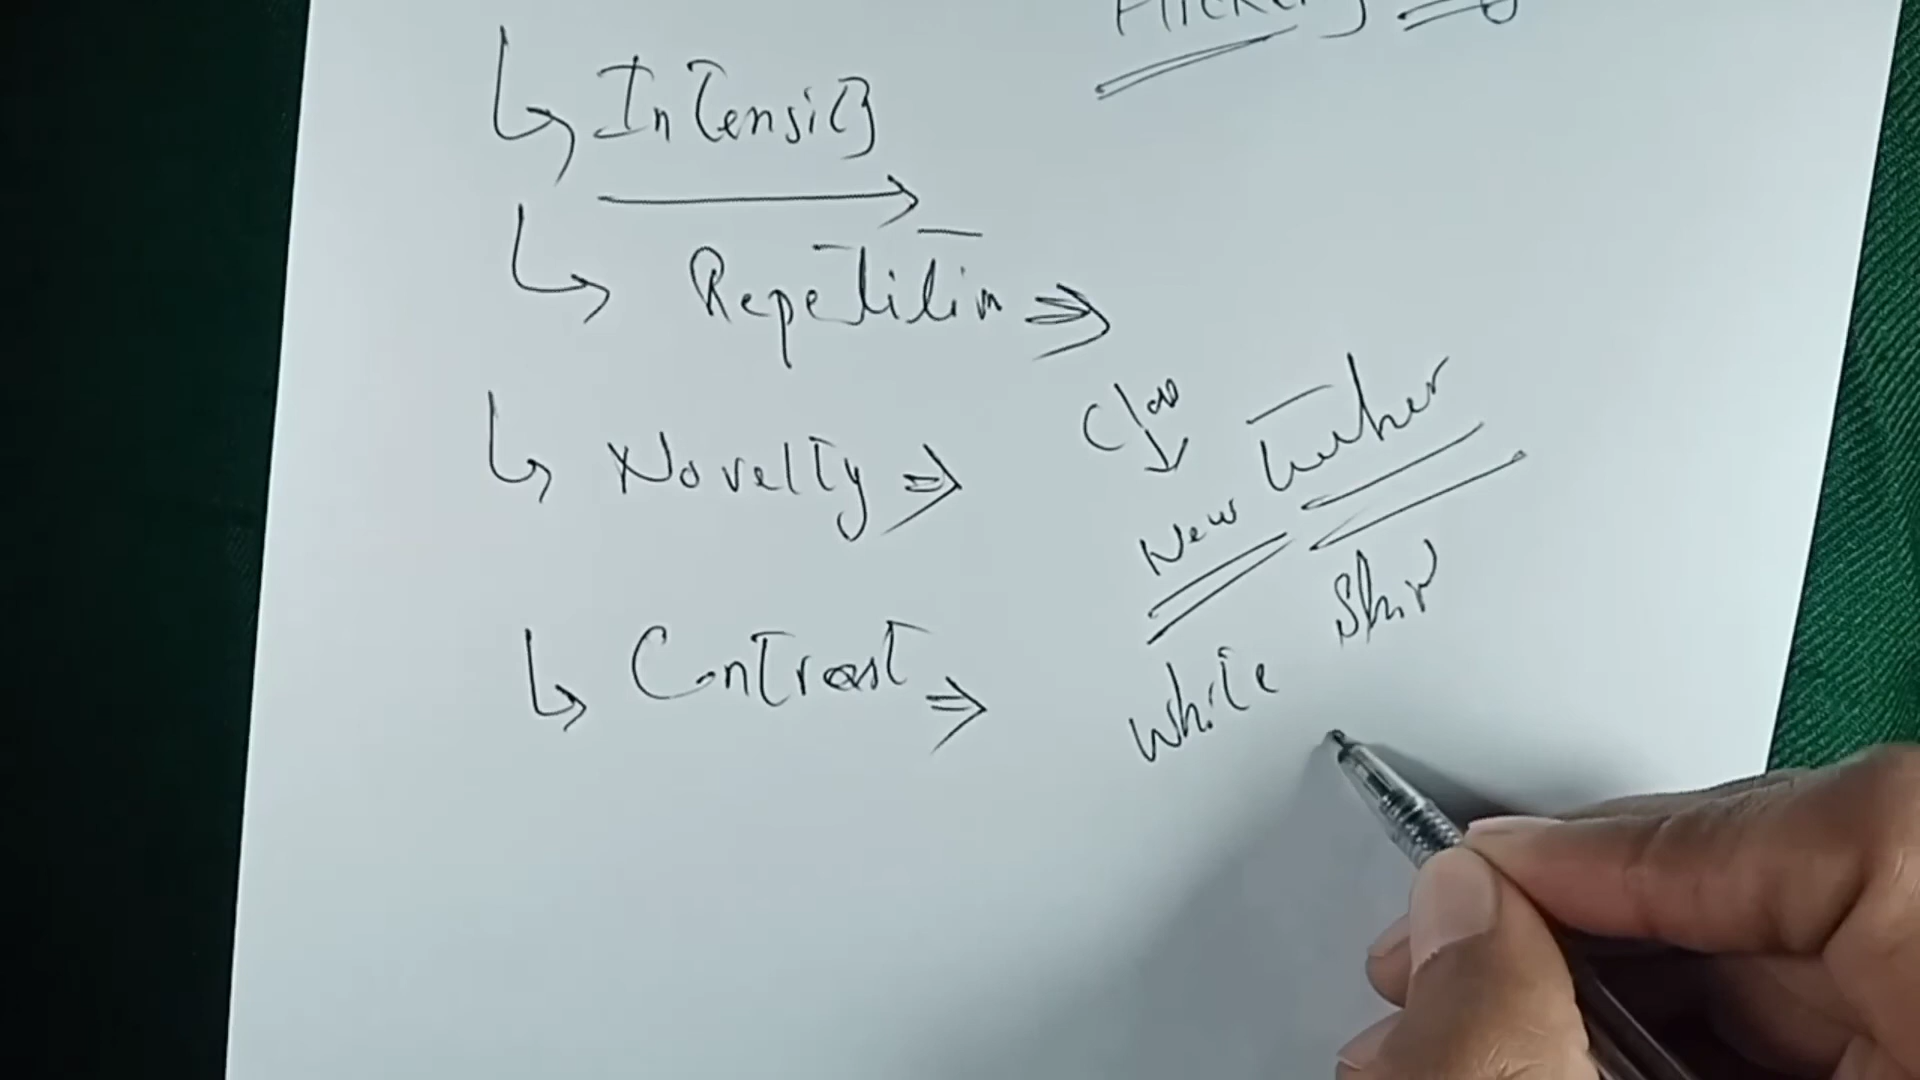 Intensity
Repetition ⇒
Novelty ⇒ Class
New Teacher
Contrast ⇒ White Shirt